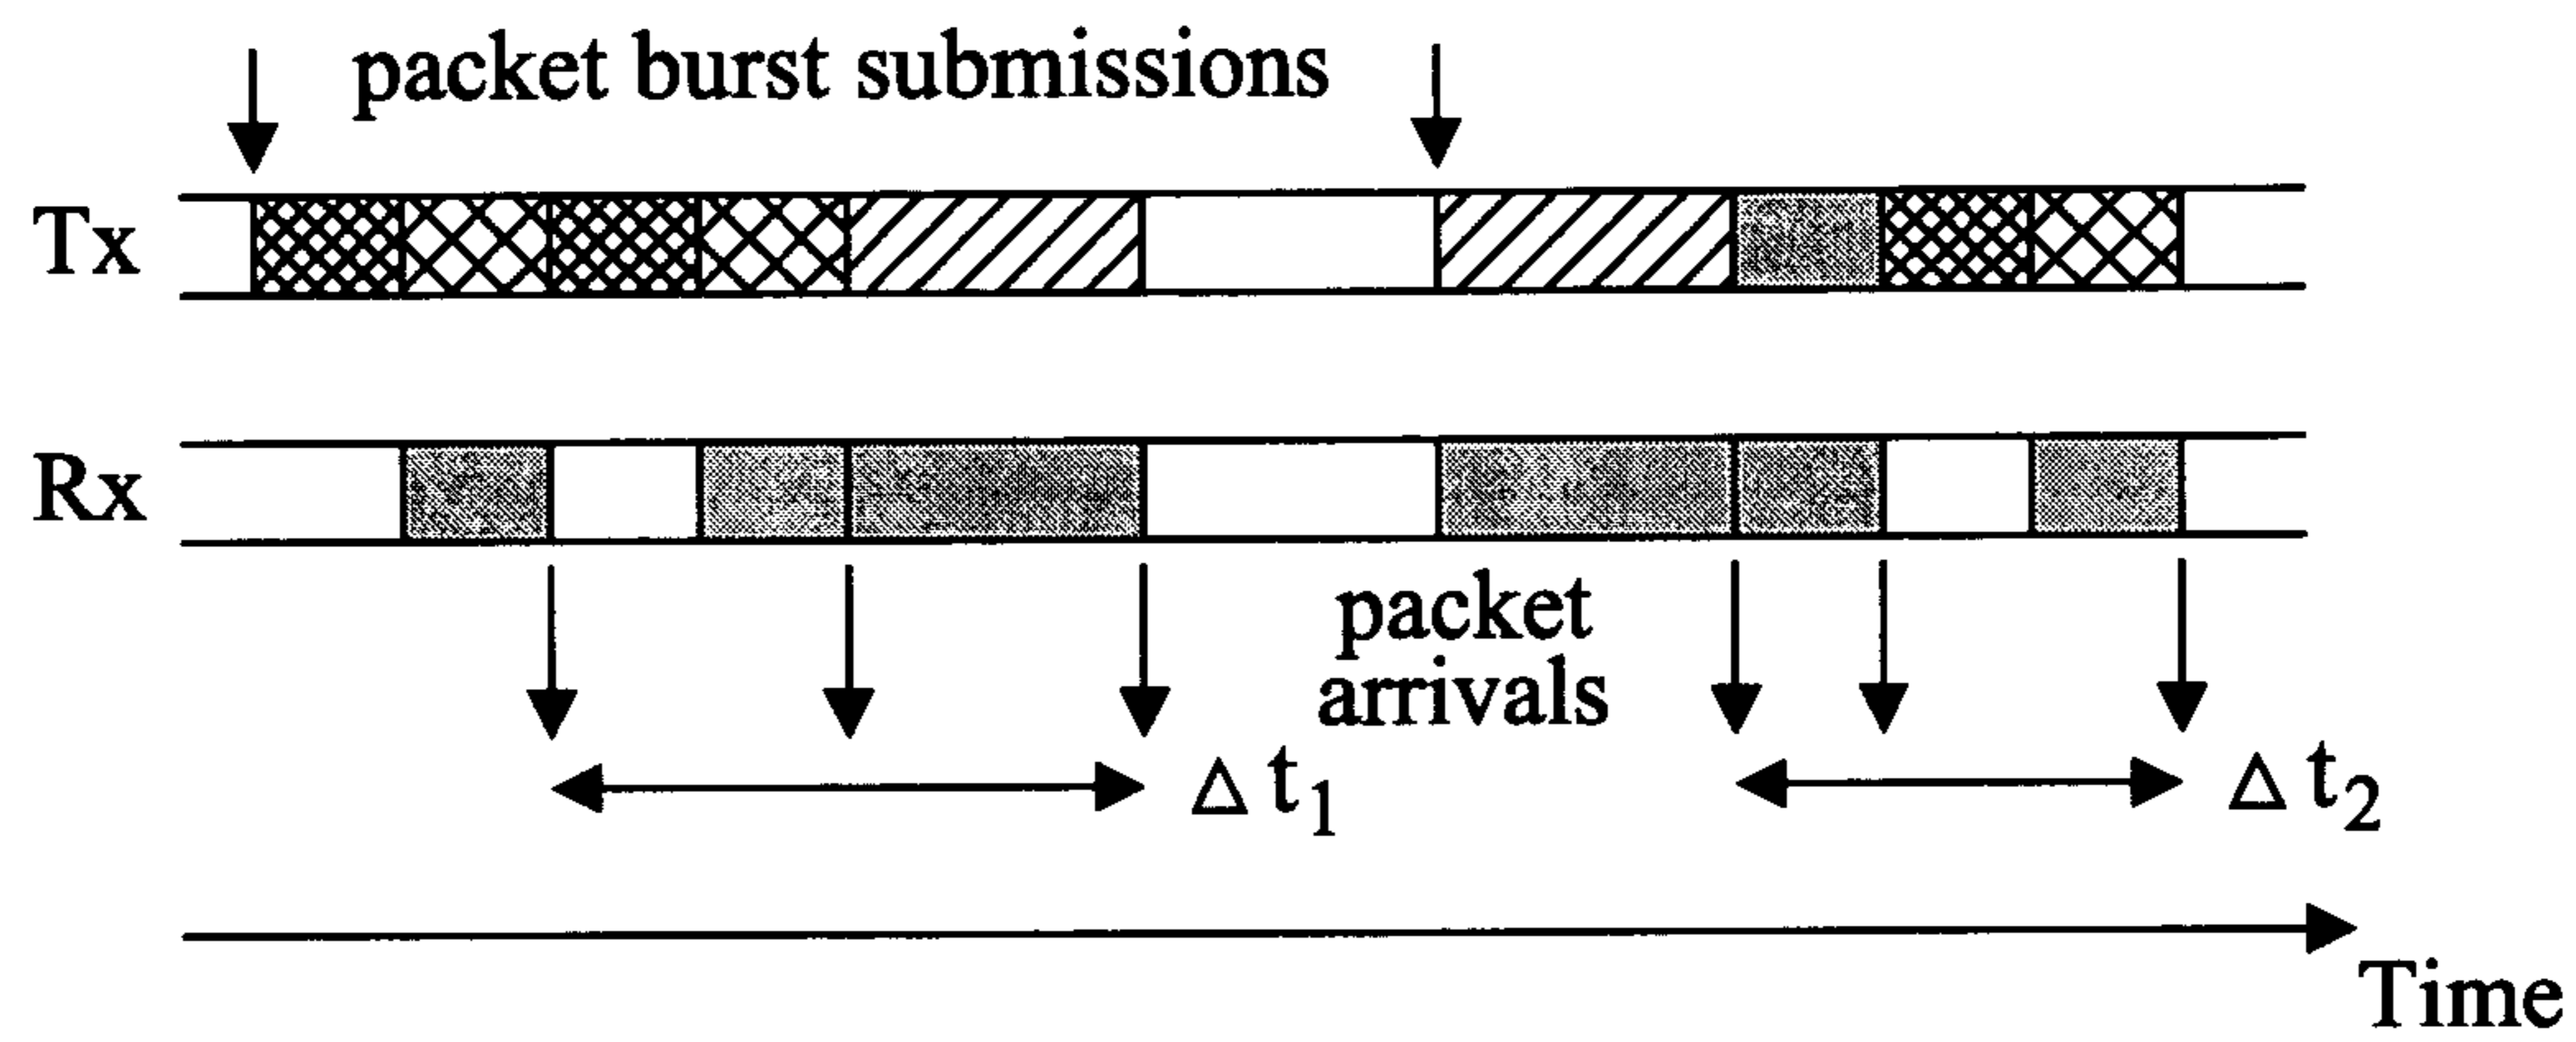 packet burst submissions
Tx
Rx
packet
arrivals
Δ t1
Δ t2
Time